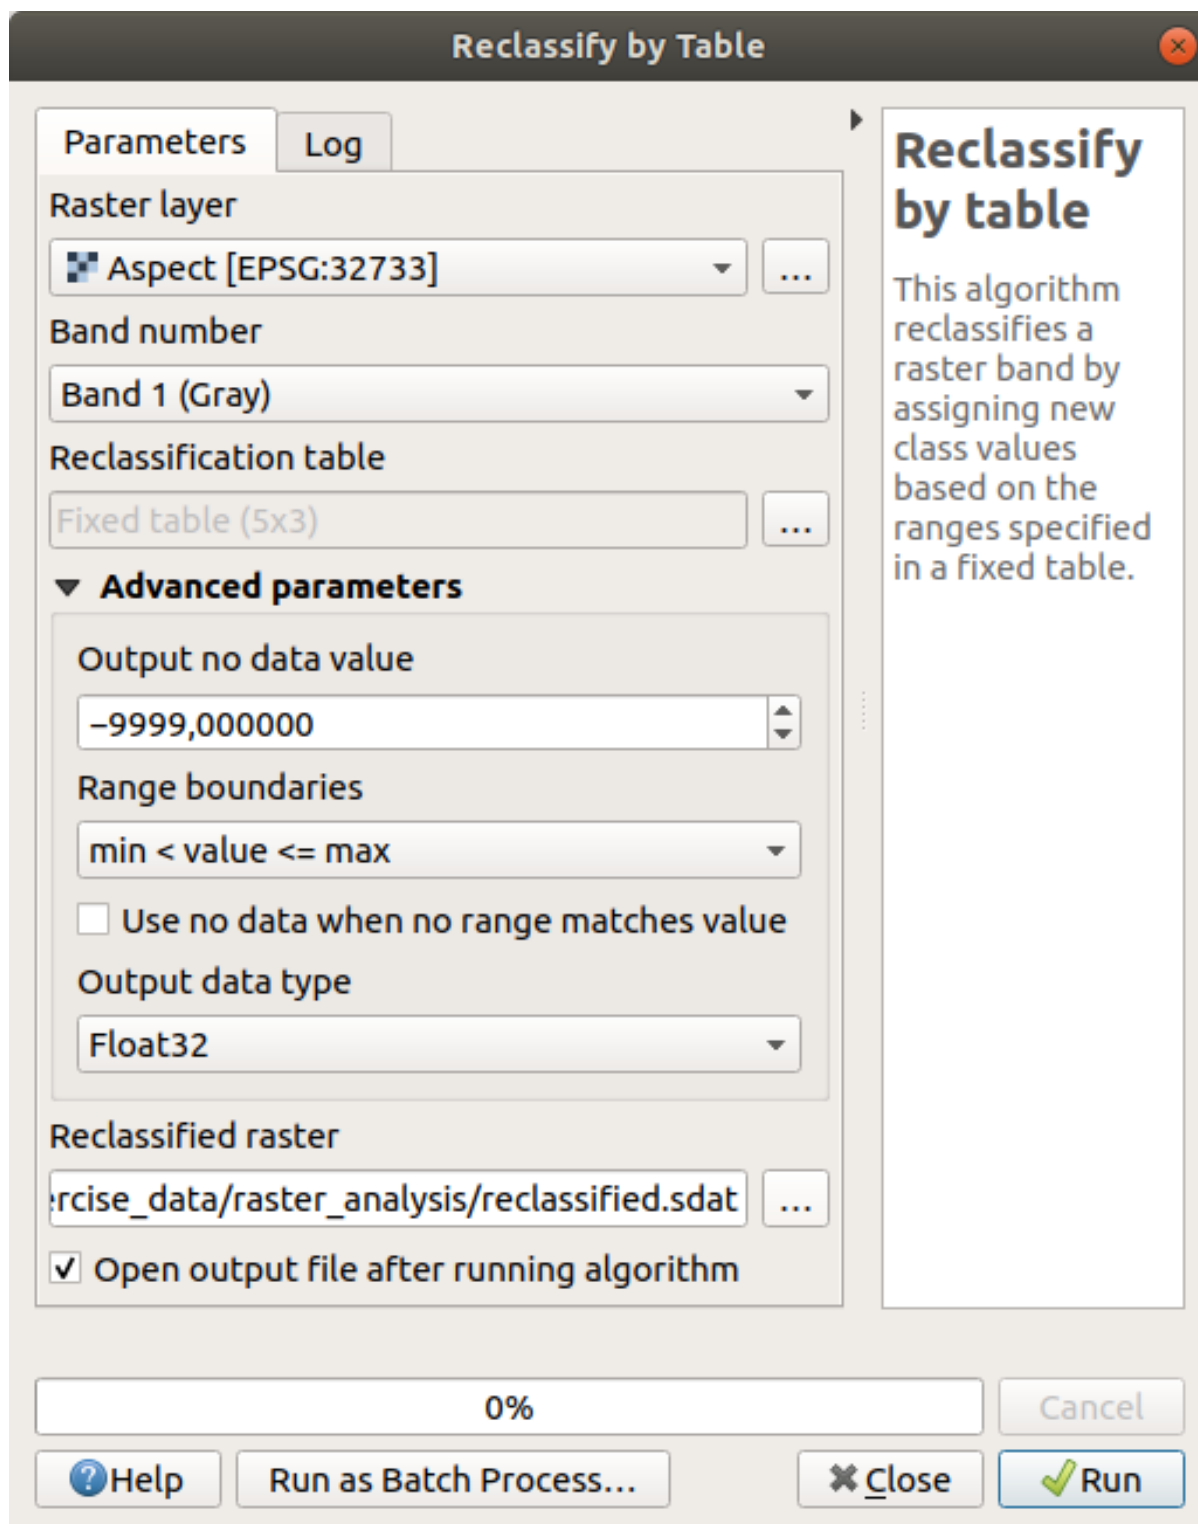 Reclassify by Table
Parameters
Log
Raster layer
Aspect [EPSG:32733]
...
Band number
Band 1 (Gray)
Reclassification table
Fixed table (5x3)
...
Advanced parameters
Output no data value
−9999,000000
Range boundaries
min < value <= max
Use no data when no range matches value
Output data type
Float32
Reclassified raster
rcise_data/raster_analysis/reclassified.sdat
...
Open output file after running algorithm
Reclassify
by table
This algorithm
reclassifies a
raster band by
assigning new
class values
based on the
ranges specified
in a fixed table.
0%
Cancel
Help
Run as Batch Process...
Close
Run